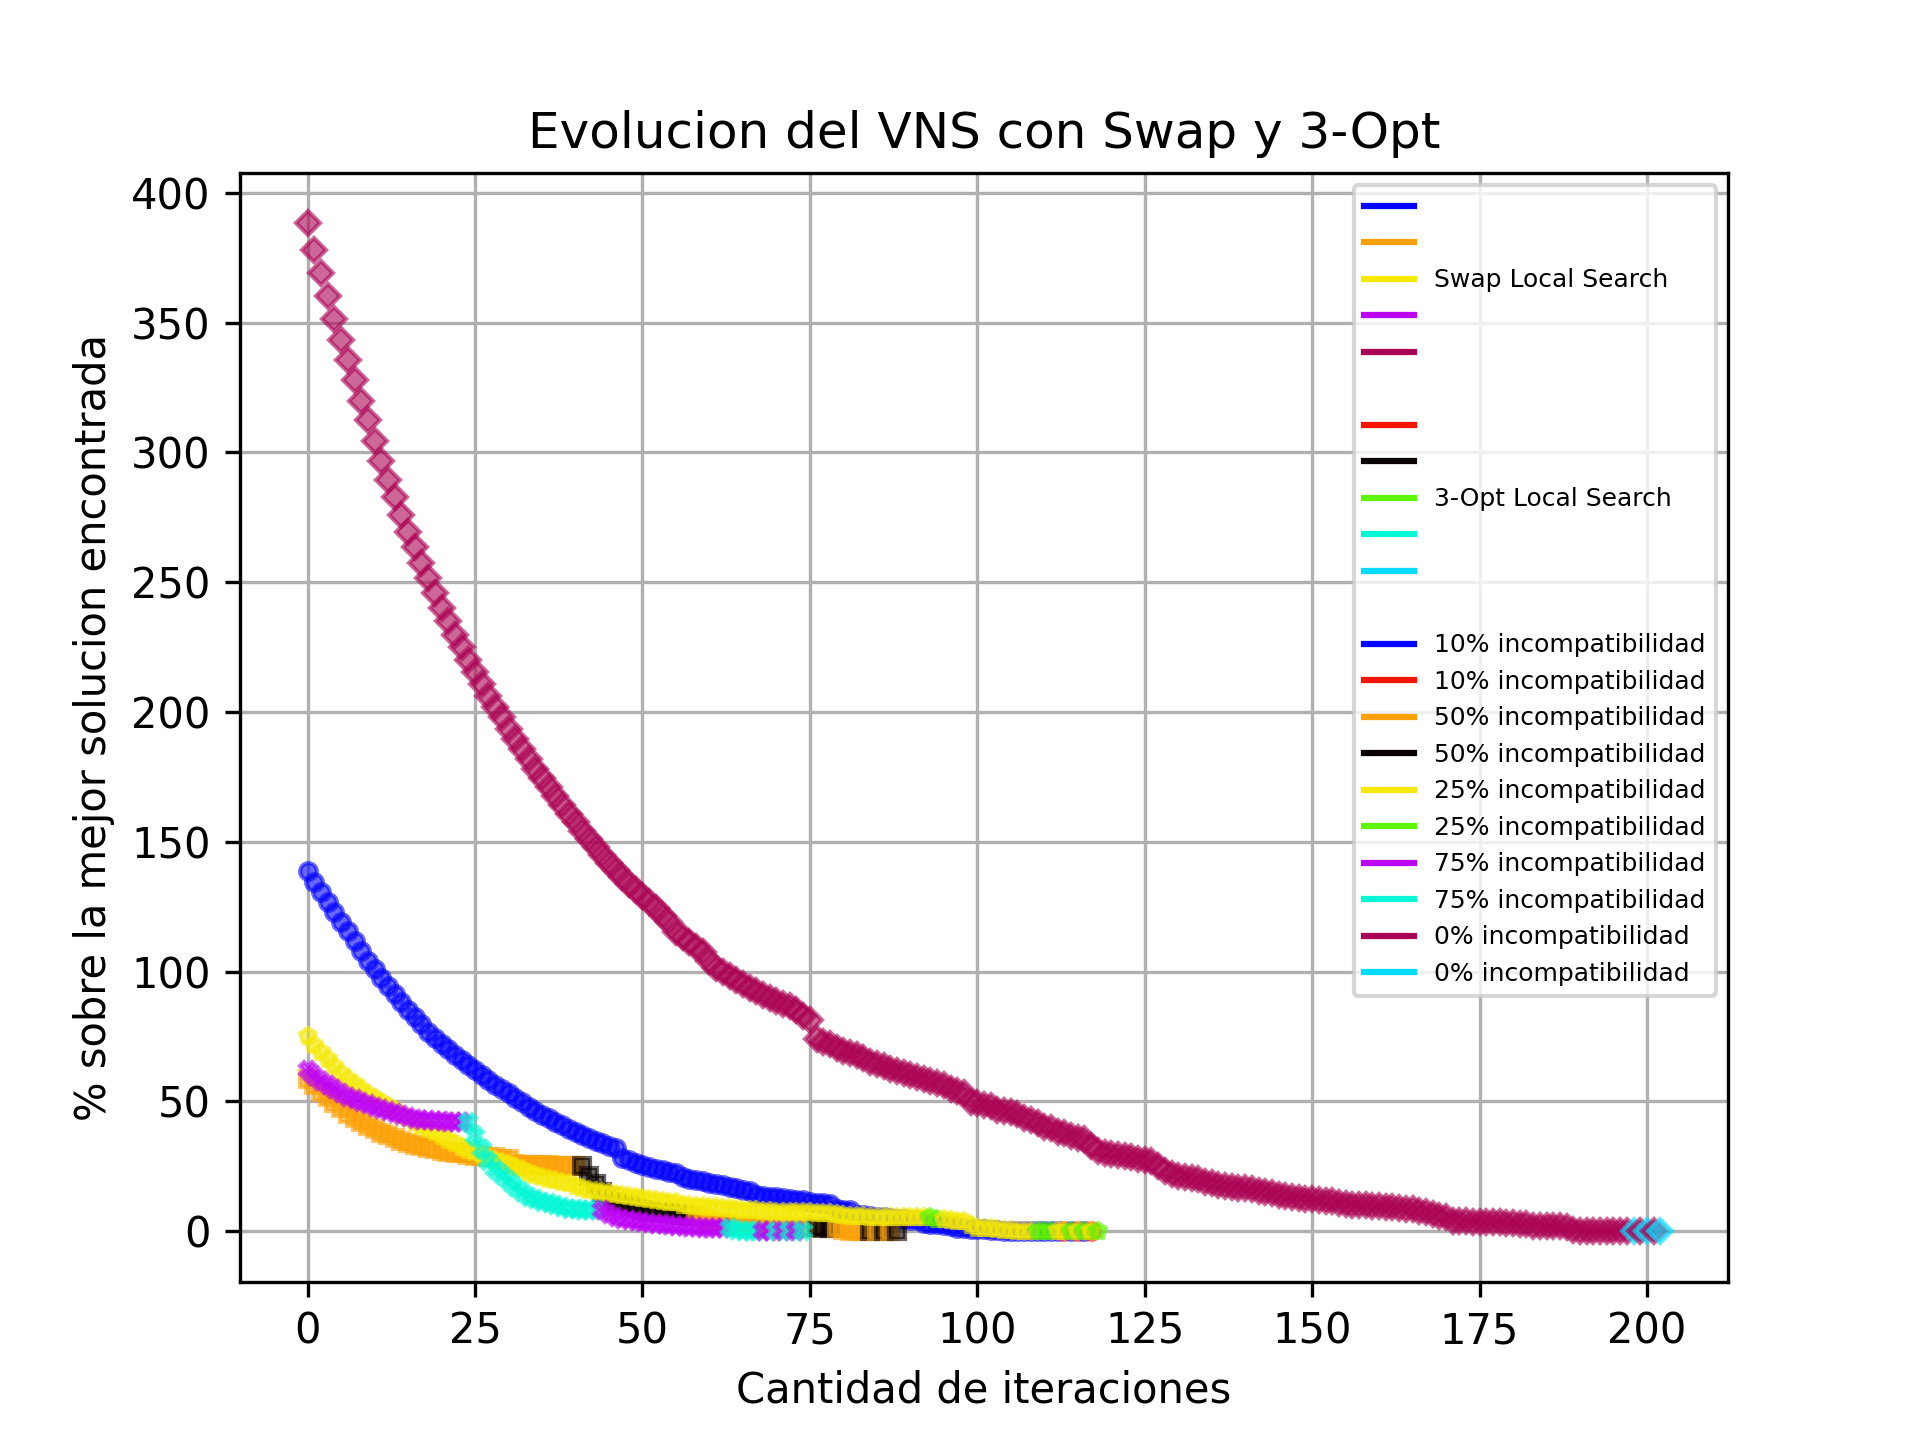 Evolucion del VNS con Swap y 3-Opt
% sobre la mejor solucion encontrada
400
350
300
250
200
150
100
50
0
Swap Local Search
3-Opt Local Search
10% incompatibilidad
10% incompatibilidad
50% incompatibilidad
50% incompatibilidad
25% incompatibilidad
25% incompatibilidad
75% incompatibilidad
75% incompatibilidad
0% incompatibilidad
0% incompatibilidad
0 25 50 75 100 125 150 175 200
Cantidad de iteraciones